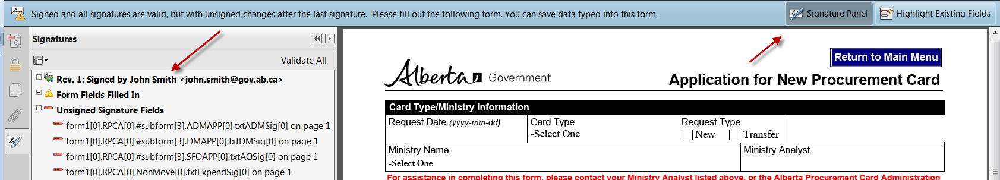 Signed and all signatures are valid, but with unsigned changes after the last signature.  Please fill out the following form. You can save data typed into this form.
Signature Panel
Highlight Existing Fields
Signatures
Validate All
Rev. 1: Signed by John Smith <john.smith@gov.ab.ca>
Form Fields Filled In
Unsigned Signature Fields
form1[0].RPCA[0].#subform[3].ADMAPP[0].txtADMSig[0] on page 1
form1[0].RPCA[0].#subform[3].DMAPP[0].txtDMSig[0] on page 1
form1[0].RPCA[0].#subform[3].SFOAPP[0].txtAOSig[0] on page 1
form1[0].RPCA[0].NonMove[0].txtExpendSig[0] on page 1
Return to Main Menu
Alberta Government
Application for New Procurement Card
Card Type/Ministry Information
Request Date (yyyy-mm-dd)
Card Type
-Select One
Request Type
New
Transfer
Ministry Name
-Select One
Ministry Analyst
For assistance in completing this form, please contact your Ministry Analyst listed above, or the Alberta Procurement Card Administration